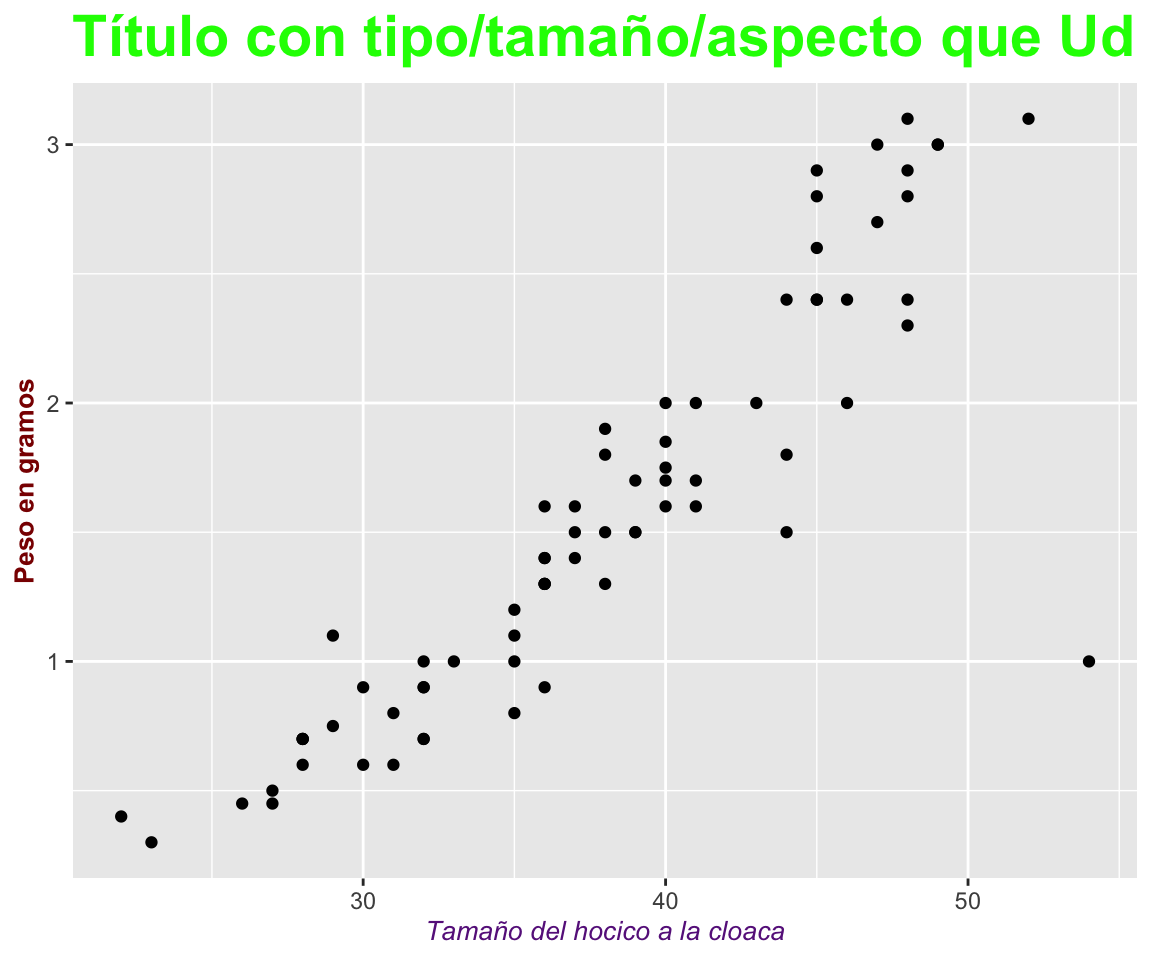 Título con tipo/tamaño/aspecto que Ud
3
2
1
Peso en gramos
30 40 50
Tamaño del hocico a la cloaca